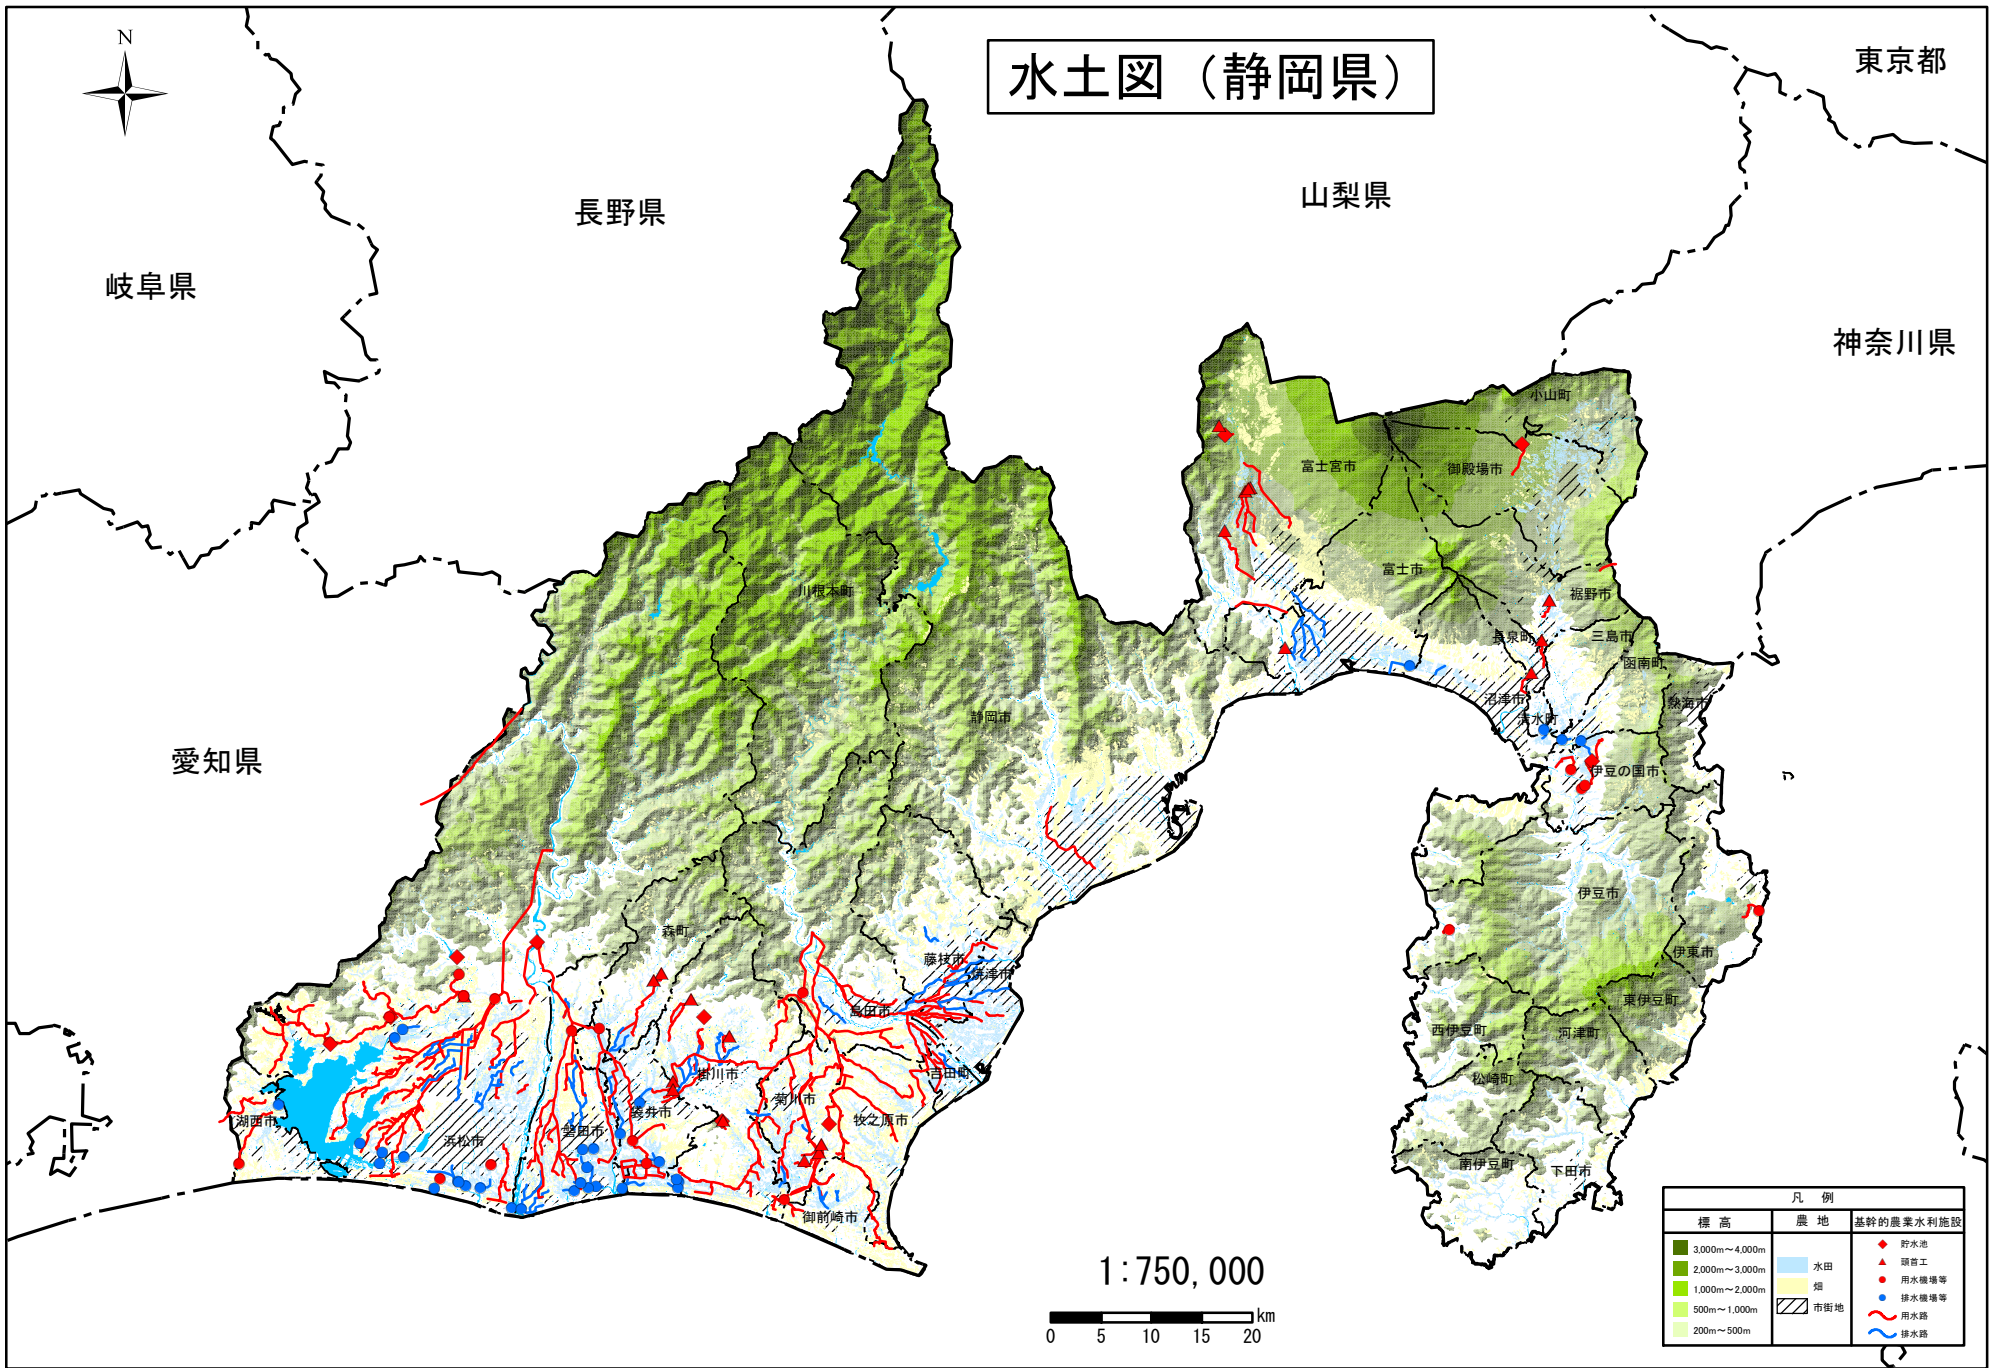 N
水土図（静岡県）
東京都
山梨県
長野県
岐阜県
神奈川県
愛知県
小山町
富士宮市
御殿場市
富士市
裾野市
川根本町
長泉町
三島市
函南町
静岡市
沼津市
清水町
熱海市
伊豆の国市
伊豆市
森町
藤枝市
焼津市
伊東市
東伊豆町
島田市
西伊豆町
河津町
吉田町
掛川市
松崎町
菊川市
袋井市
牧之原市
湖西市
浜松市
磐田市
南伊豆町
下田市
御前崎市
1:750,000
km
0 5 10 15 20
凡 例
標 高
農 地
基幹的農業水利施設
3,000m～4,000m
2,000m～3,000m
1,000m～2,000m
500m～1,000m
200m～500m
水田
畑
市街地
貯水池
頭首工
用水機場等
排水機場等
用水路
排水路